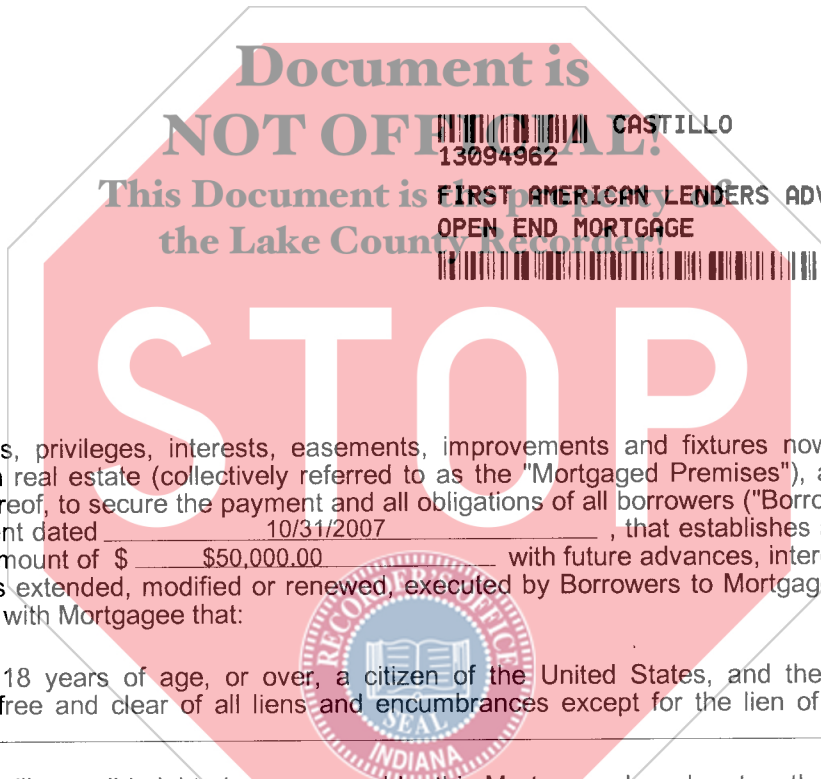 Document is
NOT OFFICIAL!
This Document is the property of
the Lake County Recorder!
CASTILLO
13094962
FIRST AMERICAN LENDERS ADV
OPEN END MORTGAGE
STOP
s, privileges, interests, easements, improvements and fixtures now
real estate (collectively referred to as the "Mortgaged Premises"), a
reof, to secure the payment and all obligations of all borrowers ("Borro
nt dated 10/31/2007 , that establishes
mount of $ $50,000.00 with future advances, inter
s extended, modified or renewed, executed by Borrowers to Mortgag
with Mortgagee that:
RECORDER'S OFFICE
18 years of age, or over, a citizen of the United States, and the
free and clear of all liens and encumbrances except for the lien of
SEAL
INDIANA